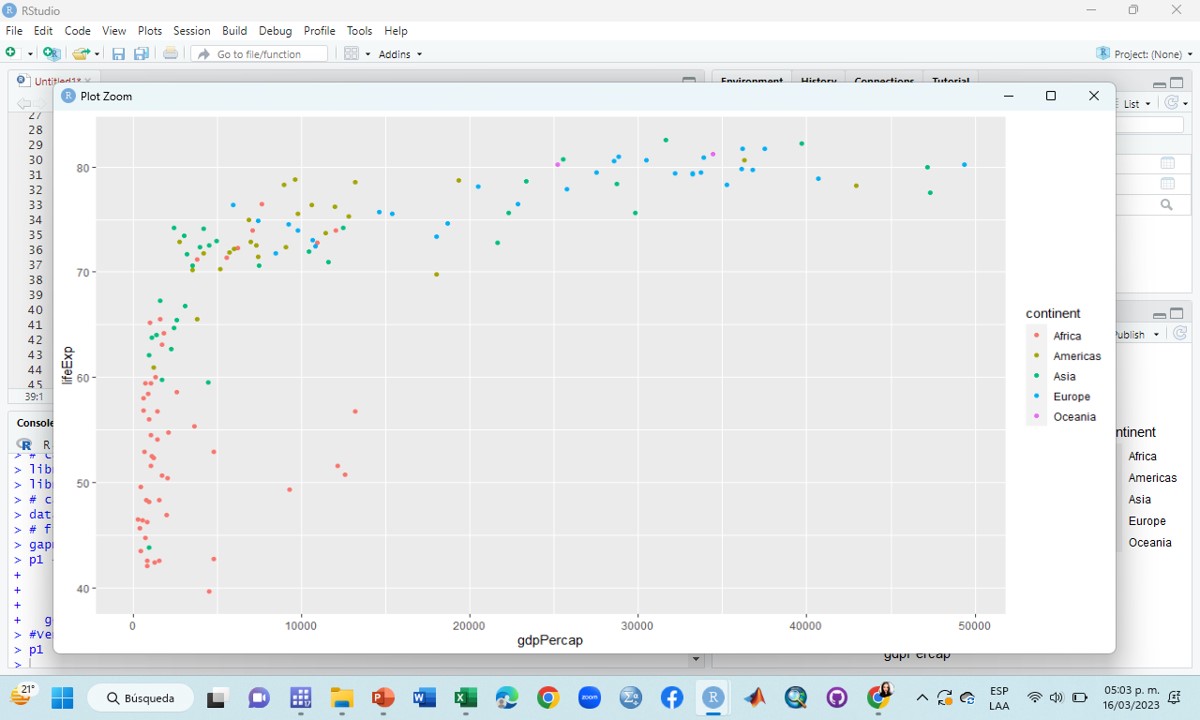 RStudio
File Edit Code View Plots Session Build Debug Profile Tools Help
Go to file/function Addins Project: (None)
Untitled1* Environment History Connections Tutorial
Plot Zoom
List
27
28
29
30
31
32
33
34
35
36
37
38
39
40
41
42
43
44
45
39:1
Console
R
> # C
> lib
> lib
> # c
> dat
> # f
> gap
> p1
+
+
+
+ g
> #ve
> p1
>
lifeExp
80
70
60
50
40
0 10000 20000 30000 40000 50000
gdpPercap
continent
Africa
Americas
Asia
Europe
Oceania
ublish
ntinent
Africa
Americas
Asia
Europe
Oceania
gdpPercap
21°
Búsqueda
zoom
ESP
LAA
05:03 p. m.
16/03/2023